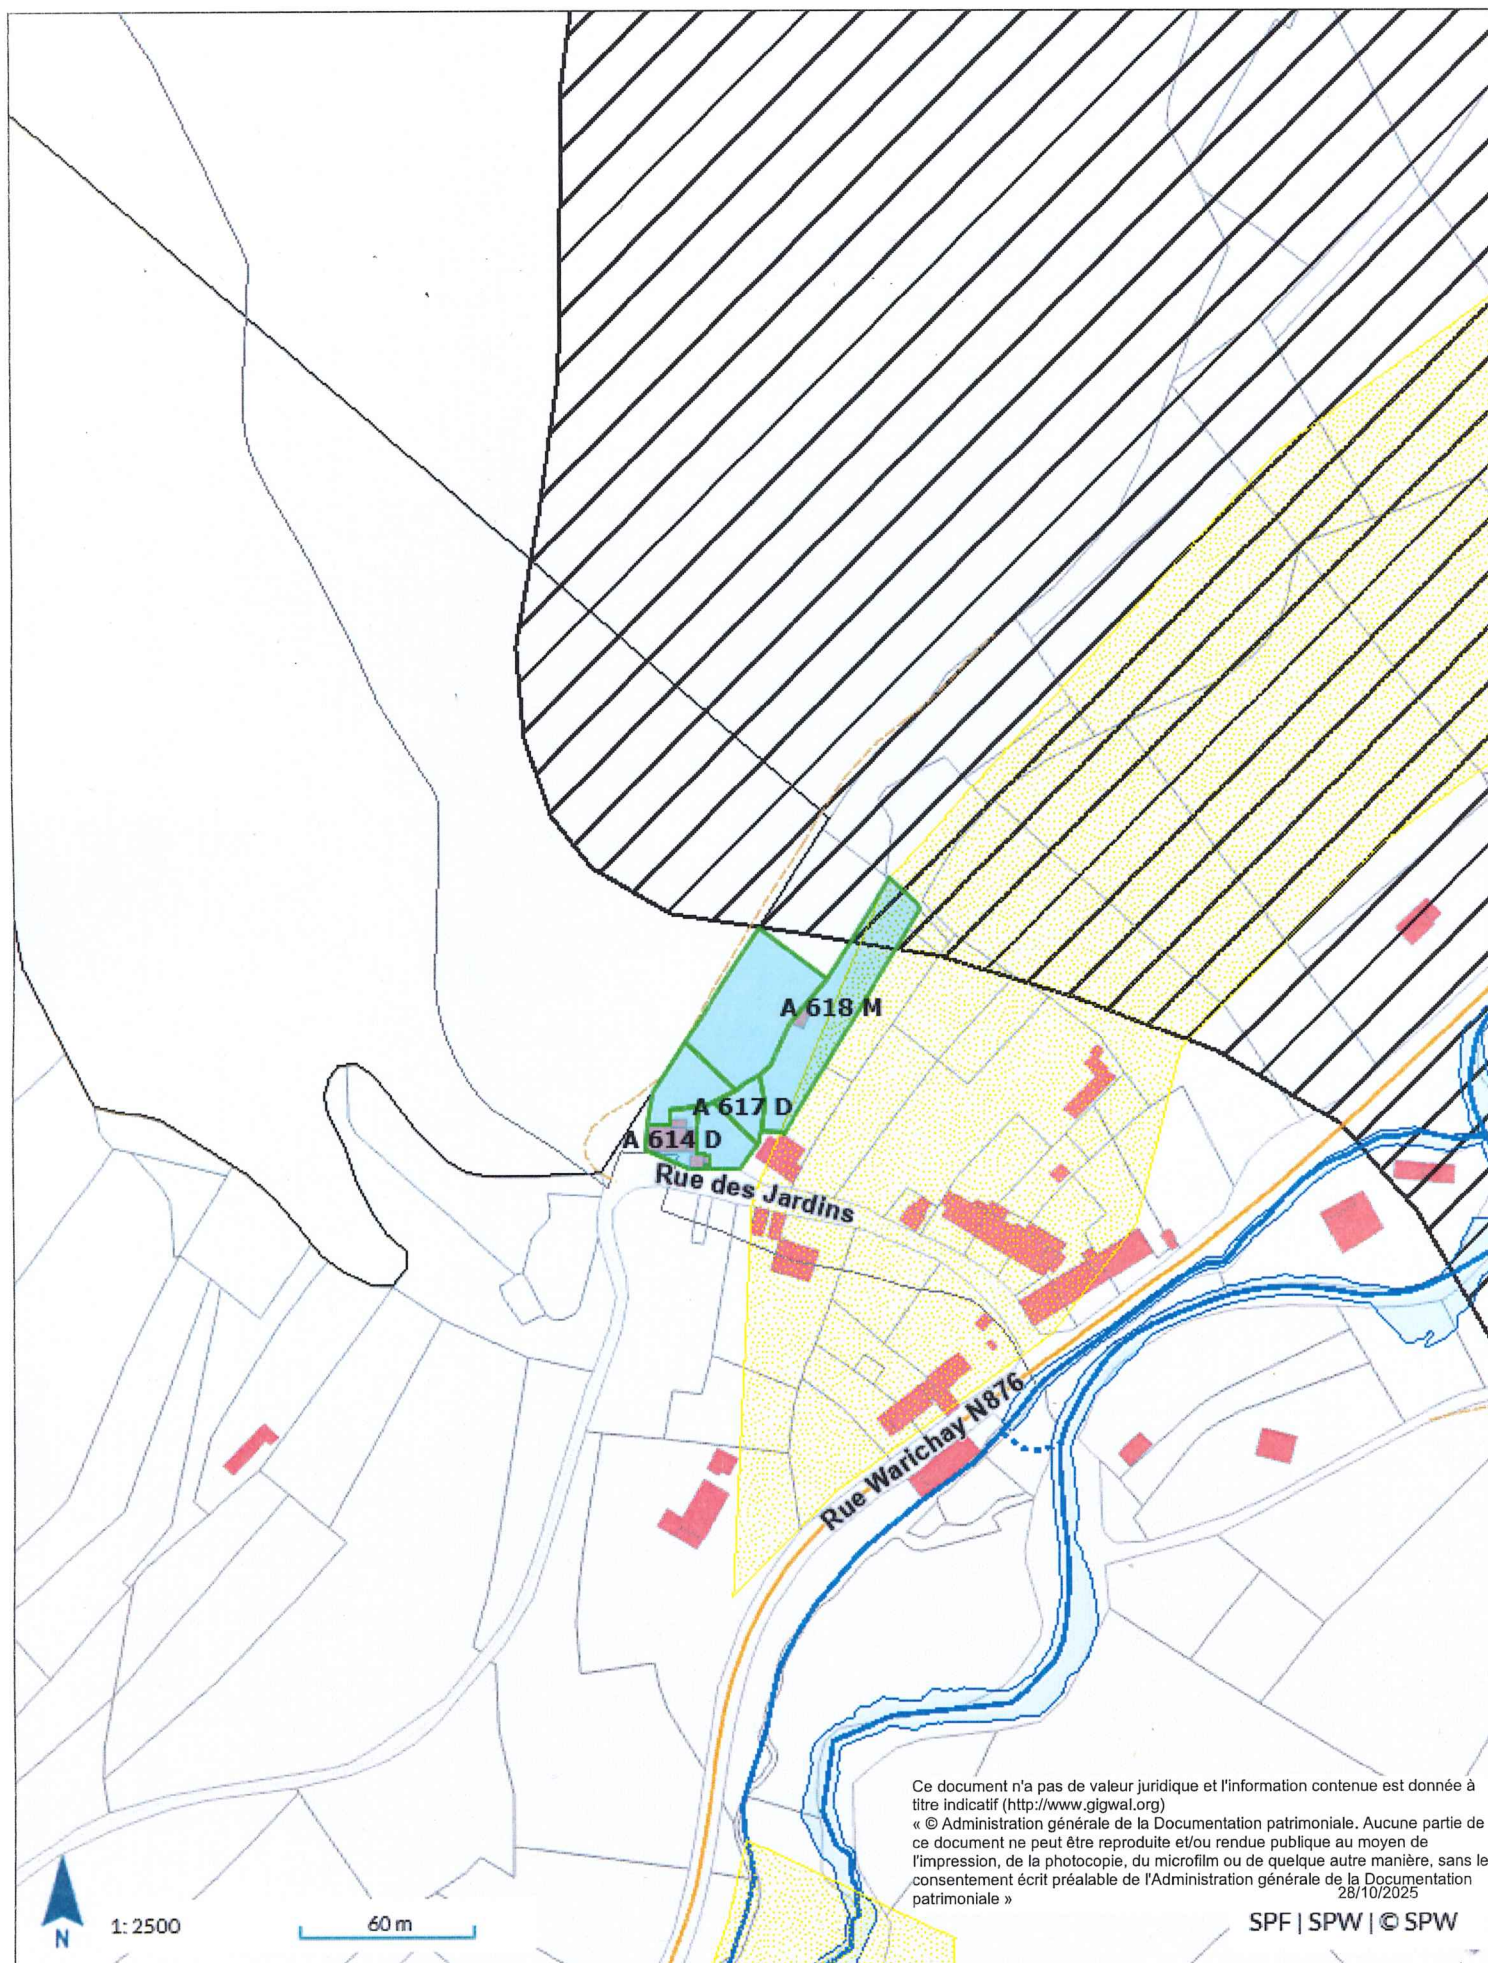 A 618 M
A 617 D
A 614 D
Rue des Jardins
Rue Warichay N876
Ce document n'a pas de valeur juridique et l'information contenue est donnée à
titre indicatif (http://www.gigwal.org)
« © Administration générale de la Documentation patrimoniale. Aucune partie de
ce document ne peut être reproduite et/ou rendue publique au moyen de
l'impression, de la photocopie, du microfilm ou de quelque autre manière, sans le
consentement écrit préalable de l'Administration générale de la Documentation
patrimoniale »
28/10/2025
N
1: 2500
60 m
SPF | SPW | © SPW